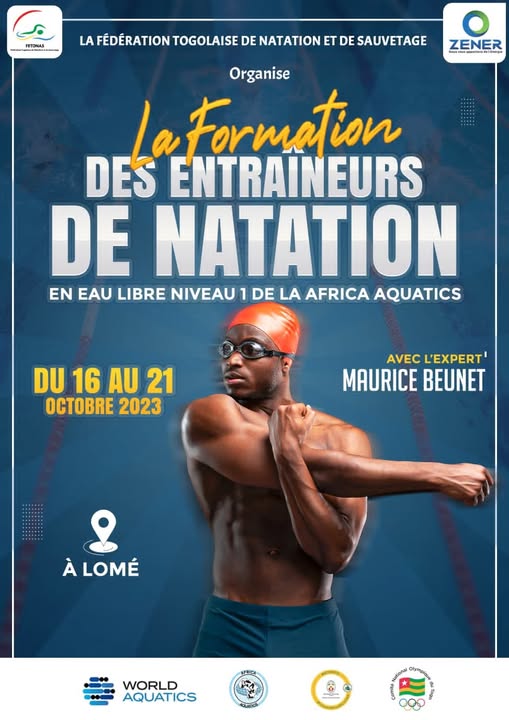 FETONAS
ZENER
LA FÉDÉRATION TOGOLAISE DE NATATION ET DE SAUVETAGE
Organise
La Formation
DES ENTRAÎNEURS
DE NATATION
EN EAU LIBRE NIVEAU 1 DE LA AFRICA AQUATICS
DU 16 AU 21
OCTOBRE 2023
AVEC L'EXPERT
MAURICE BEUNET
À LOMÉ
WORLD
AQUATICS
AFRICA
AQUATICS
Comité National Olympique du Togo